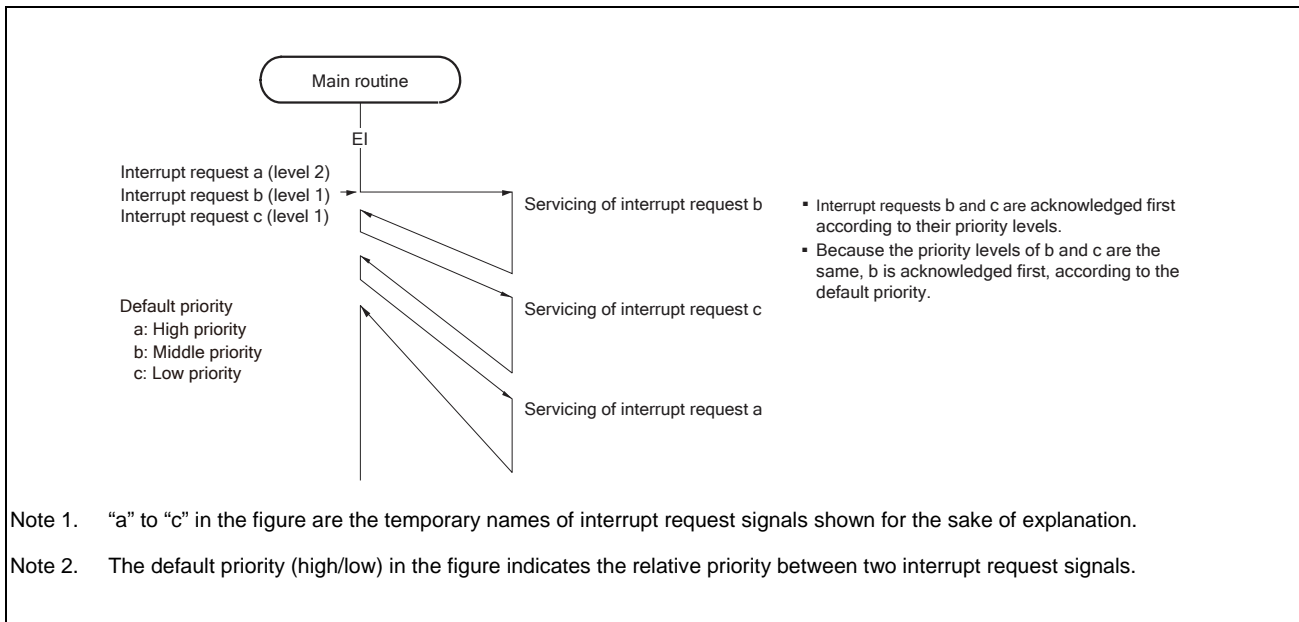 Main routine
EI
Interrupt request a (level 2)
Interrupt request b (level 1)
Interrupt request c (level 1)
Servicing of interrupt request b
▪ Interrupt requests b and c are acknowledged first
according to their priority levels.
▪ Because the priority levels of b and c are the
same, b is acknowledged first, according to the
default priority.
Default priority
a: High priority
b: Middle priority
c: Low priority
Servicing of interrupt request c
Servicing of interrupt request a
Note 1. “a” to “c” in the figure are the temporary names of interrupt request signals shown for the sake of explanation.
Note 2. The default priority (high/low) in the figure indicates the relative priority between two interrupt request signals.